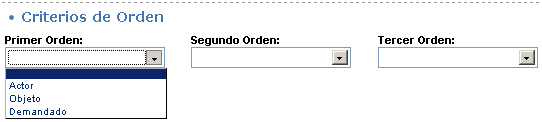 Criterios de Orden
Primer Orden: Segundo Orden: Tercer Orden:
Actor
Objeto
Demandado